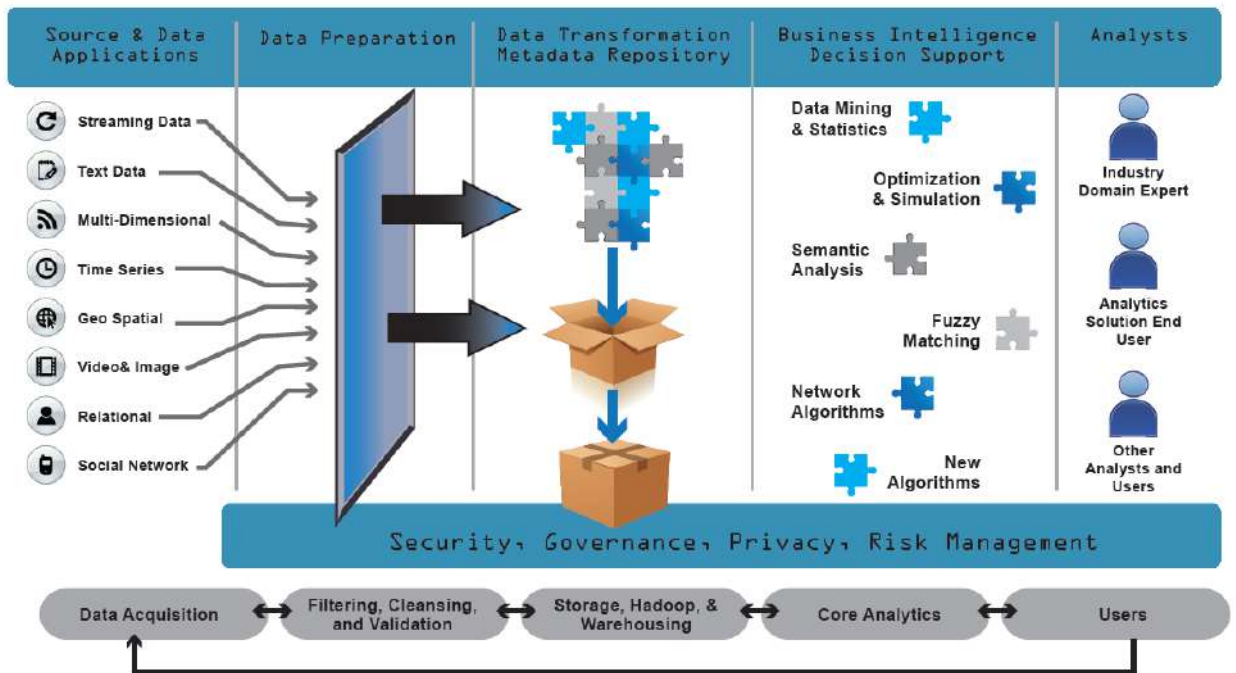 Source & Data
Applications
Data Preparation
Data Transformation
Metadata Repository
Business Intelligence
Decision Support
Analysts
Streaming Data
Text Data
Multi-Dimensional
Time Series
Geo Spatial
Video& Image
Relational
Social Network
Data Mining
& Statistics
Optimization
& Simulation
Semantic
Analysis
Fuzzy
Matching
Network
Algorithms
New
Algorithms
Industry
Domain Expert
Analytics
Solution End
User
Other
Analysts and
Users
Security, Governance, Privacy, Risk Management
Data Acquisition
Filtering, Cleansing,
and Validation
Storage, Hadoop, &
Warehousing
Core Analytics
Users